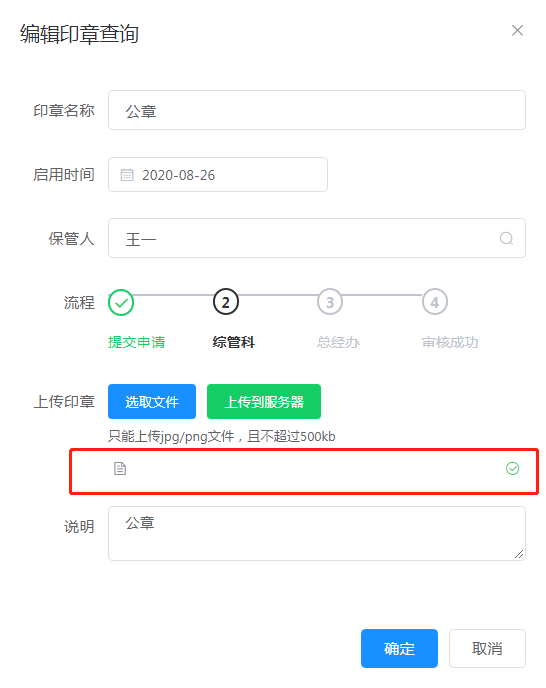 编辑印章查询
印章名称 公章
启用时间 2020-08-26
保管人 王一
流程 2 3 4
提交申请 综管科 总经办 审核成功
上传印章 选取文件 上传到服务器
只能上传jpg/png文件，且不超过500kb
说明 公章
确定 取消